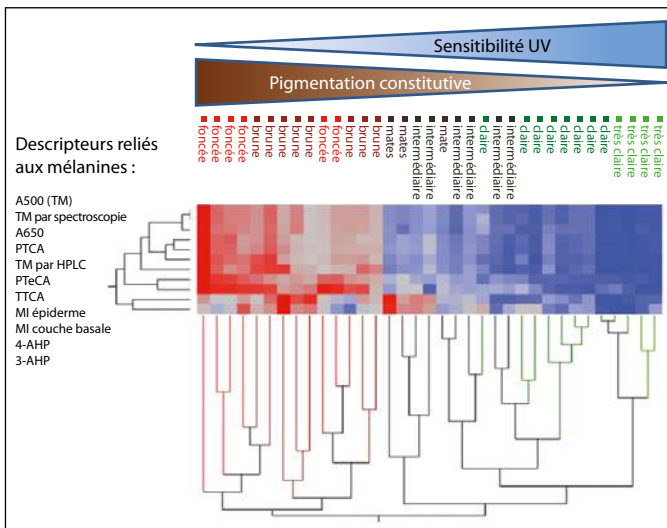 Sensitibilité UV
Pigmentation constitutive
foncée
foncée
foncée
foncée
brune
brune
brune
brune
brune
foncée
foncée
brune
brune
brune
mates
mates
intermédiaire
intermédiaire
mate
intermédiaire
intermédiaire
claire
intermédiaire
intermédiaire
claire
claire
claire
claire
claire
claire
claire
très claire
très claire
très claire
très claire
Descripteurs reliés
aux mélanines :
A500 (TM)
TM par spectroscopie
A650
PTCA
TM par HPLC
PTeCA
TTCA
MI épiderme
MI couche basale
4-AHP
3-AHP